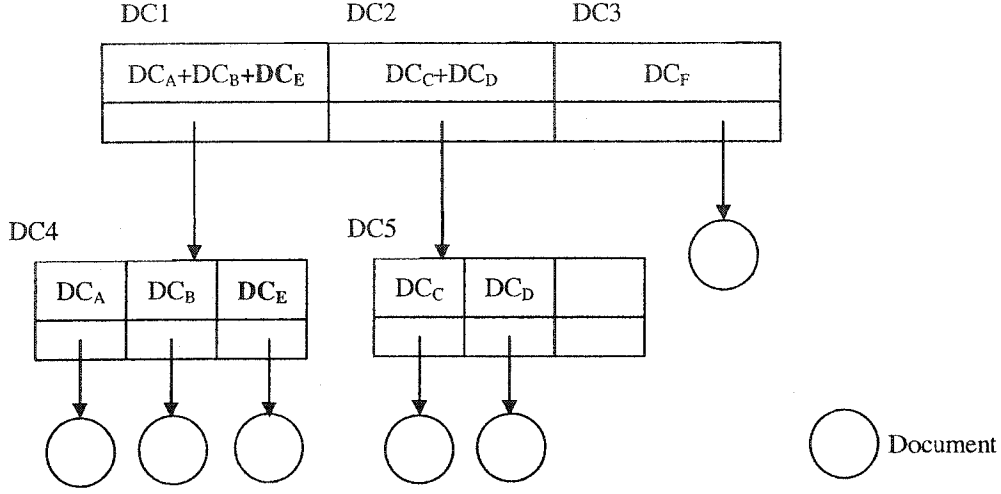 DC1 DC2 DC3
DCA+DCB+DCE DCC+DCD DCF
DC4 DC5
DCA DCB DCE DCC DCD
Document